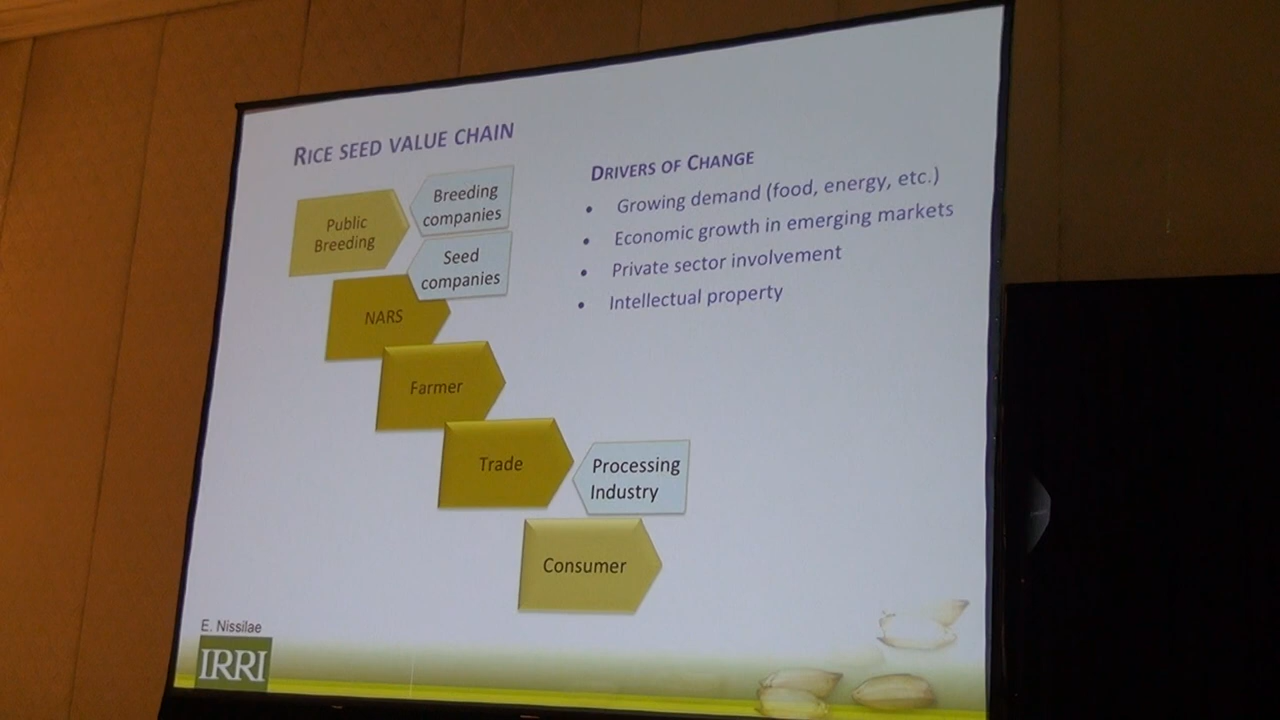 RICE SEED VALUE CHAIN
Public
Breeding
Breeding
companies
Seed
companies
NARS
Farmer
Trade
Processing
Industry
Consumer
DRIVERS OF CHANGE
• Growing demand (food, energy, etc.)
• Economic growth in emerging markets
• Private sector involvement
• Intellectual property
E. Nissilae
IRRI